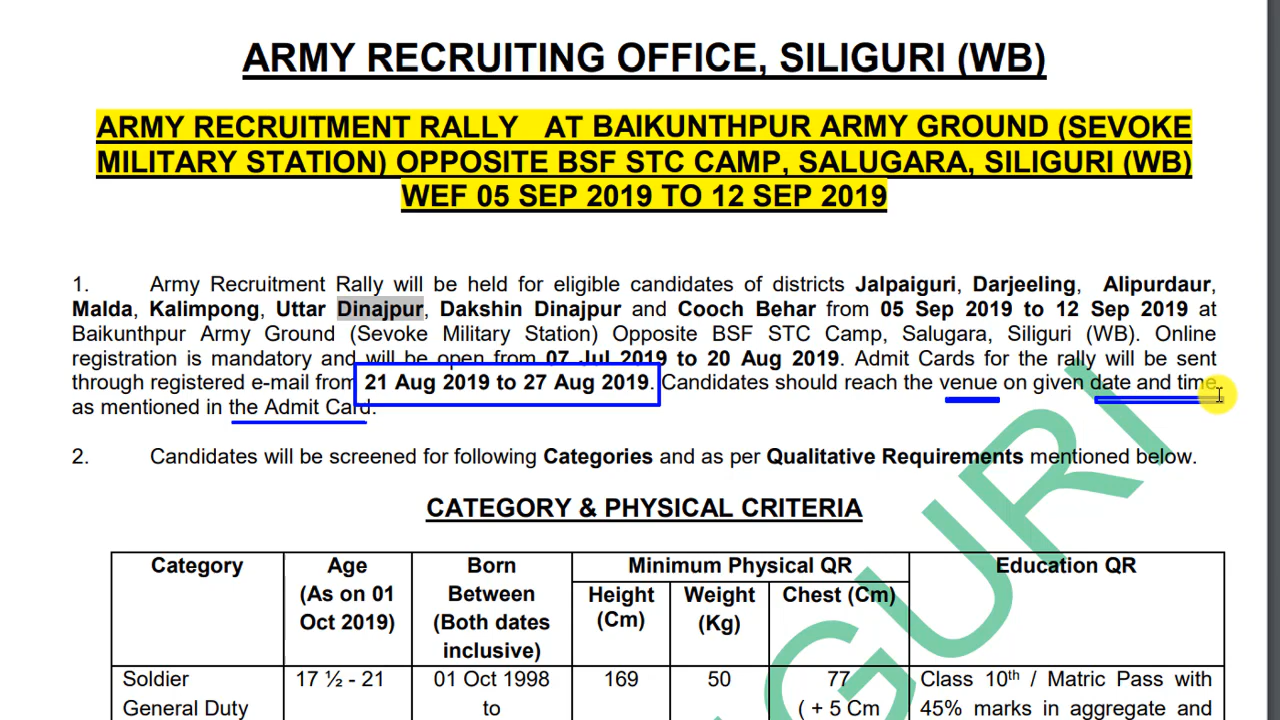 ARMY RECRUITING OFFICE, SILIGURI (WB)
ARMY RECRUITMENT RALLY AT BAIKUNTHPUR ARMY GROUND (SEVOKE
MILITARY STATION) OPPOSITE BSF STC CAMP, SALUGARA, SILIGURI (WB)
WEF 05 SEP 2019 TO 12 SEP 2019
1. Army Recruitment Rally will be held for eligible candidates of districts Jalpaiguri, Darjeeling, Alipurdaur,
Malda, Kalimpong, Uttar Dinajpur, Dakshin Dinajpur and Cooch Behar from 05 Sep 2019 to 12 Sep 2019 at
Baikunthpur Army Ground (Sevoke Military Station) Opposite BSF STC Camp, Salugara, Siliguri (WB). Online
registration is mandatory and will be open from 07 Jul 2019 to 20 Aug 2019. Admit Cards for the rally will be sent
through registered e-mail from 21 Aug 2019 to 27 Aug 2019. Candidates should reach the venue on given date and time
as mentioned in the Admit Card.
2. Candidates will be screened for following Categories and as per Qualitative Requirements mentioned below.
CATEGORY & PHYSICAL CRITERIA
Category Age Born Minimum Physical QR Education QR
(As on 01 Between Height Weight Chest (Cm)
Oct 2019) (Both dates (Cm) (Kg)
inclusive)
Soldier 17 ½ - 21 01 Oct 1998 169 50 77 Class 10th / Matric Pass with
General Duty to ( + 5 Cm 45% marks in aggregate and
GURI